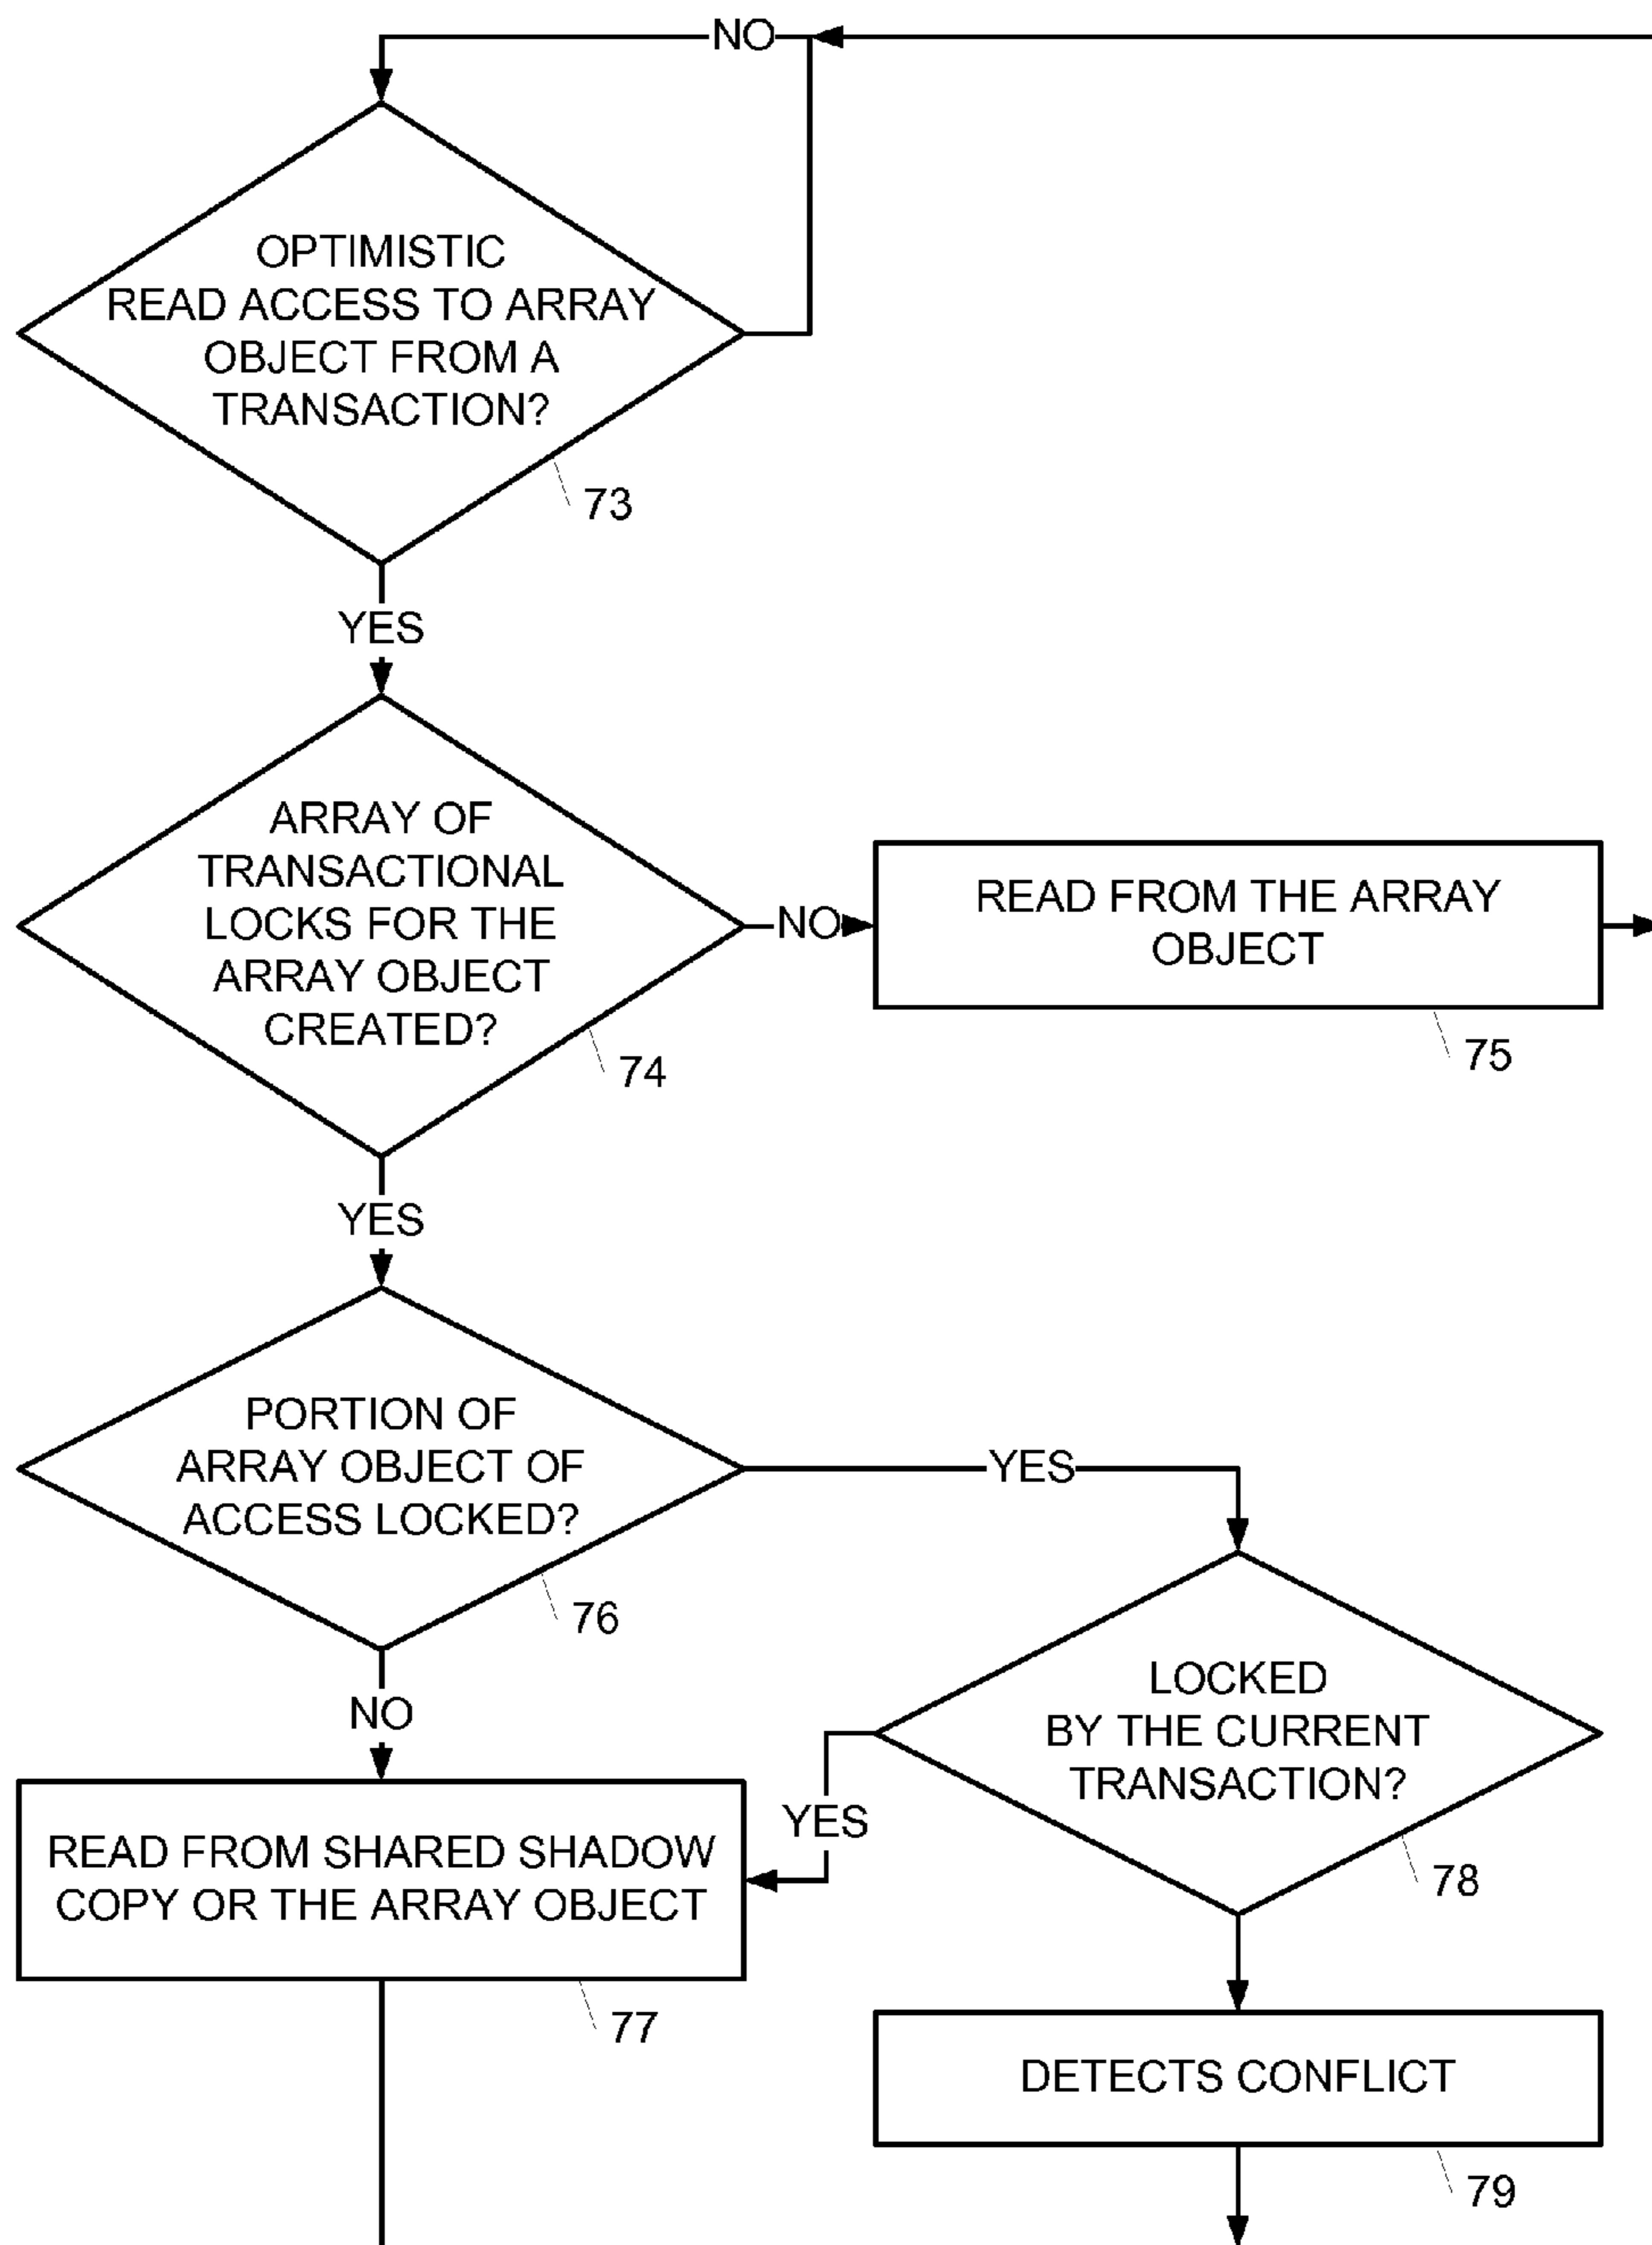 NO
OPTIMISTIC
READ ACCESS TO ARRAY
OBJECT FROM A
TRANSACTION?
73
YES
ARRAY OF
TRANSACTIONAL
LOCKS FOR THE
ARRAY OBJECT
CREATED?
74
NO
READ FROM THE ARRAY
OBJECT
75
YES
PORTION OF
ARRAY OBJECT OF
ACCESS LOCKED?
76
YES
LOCKED
BY THE CURRENT
TRANSACTION?
78
NO
YES
READ FROM SHARED SHADOW
COPY OR THE ARRAY OBJECT
77
DETECTS CONFLICT
79